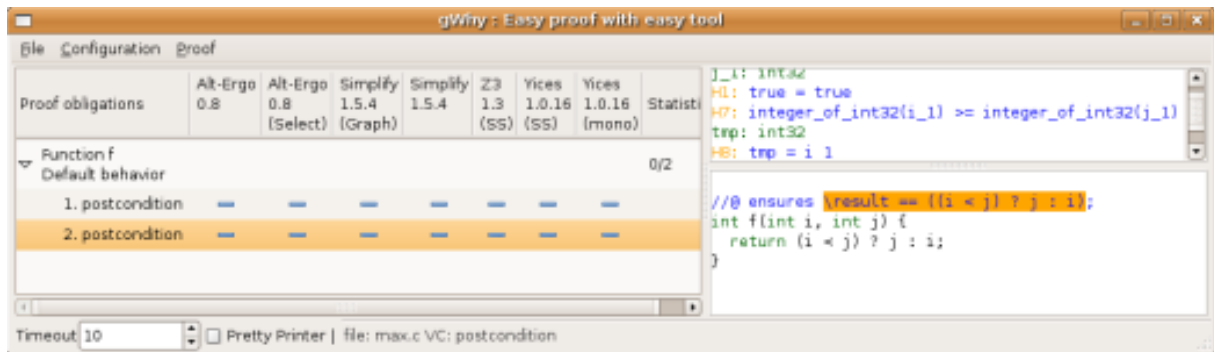 gWhy : Easy proof with easy tool
File Configuration Proof
Proof obligations
Alt-Ergo 0.8
Alt-Ergo 0.8 (Select)
Simplify 1.5.4 (Graph)
Simplify 1.5.4
Z3 1.3 (SS)
Yices 1.0.16 (SS)
Yices 1.0.16 (mono)
Statisti
Function f
Default behavior
0/2
1. postcondition
2. postcondition
Timeout 10
Pretty Printer | file: max.c VC: postcondition
j_1: int32
H1: true = true
H7: integer_of_int32(i_1) >= integer_of_int32(j_1)
tmp: int32
H8: tmp = i_1
//@ ensures \result == ((i < j) ? j : i);
int f(int i, int j) {
return (i < j) ? j : i;
}